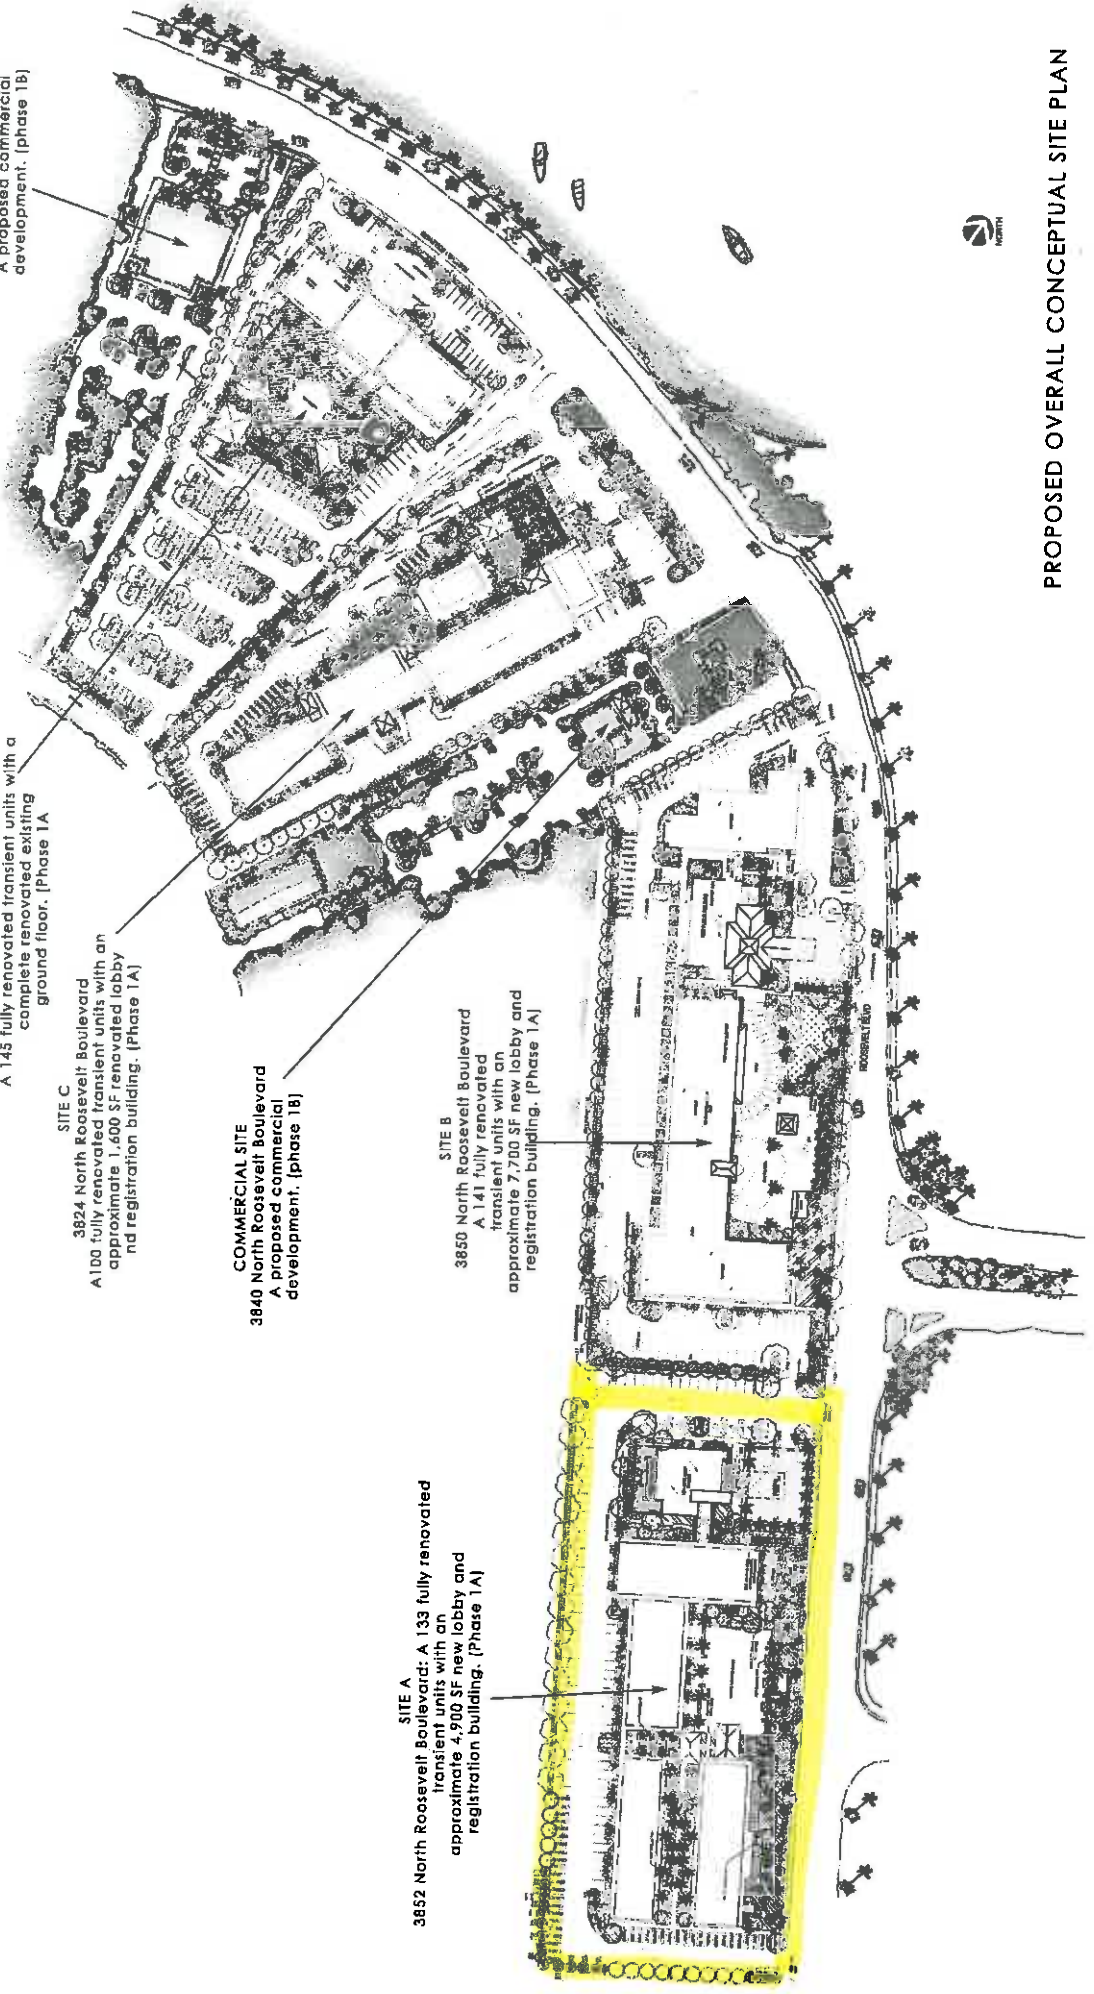 A proposed commercial
development. (phase 1B)
A 145 fully renovated transient units with a
complete renovated existing
ground floor. (Phase 1A
SITE C
3824 North Roosevelt Boulevard
A100 fully renovated transient units with an
approximate 1,600 SF renovated lobby
nd registration building. (Phase 1A)
COMMERCIAL SITE
3840 North Roosevelt Boulevard
A proposed commercial
development. (phase 1B)
SITE B
3850 North Roosevelt Boulevard
A 141 fully renovated
transient units with an
approximate 7,700 SF new lobby and
registration building. (Phase 1A)
SITE A
3852 North Roosevelt Boulevard: A 133 fully renovated
transient units with an
approximate 4,900 SF new lobby and
registration building. (Phase 1A)
ROOSEVELT BLVD
NORTH
PROPOSED OVERALL CONCEPTUAL SITE PLAN